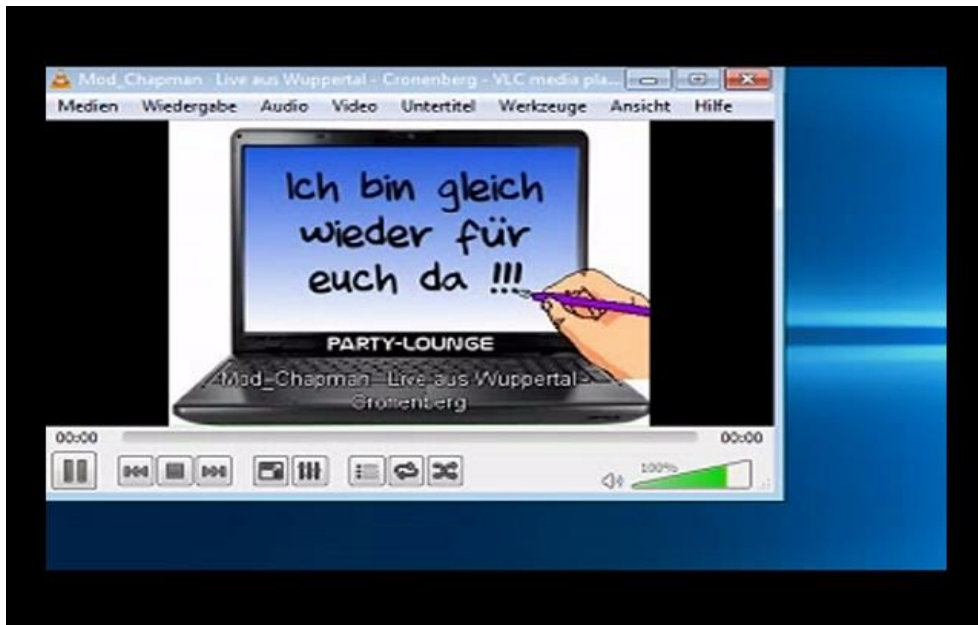 Mod_Chapman - Live aus Wuppertal - Cronenberg - VLC media pla...
Medien Wiedergabe Audio Video Untertitel Werkzeuge Ansicht Hilfe
Ich bin gleich
wieder für
euch da !!!
PARTY-LOUNGE
Mod_Chapman - Live aus Wuppertal -
Cronenberg
00:00 00:00
100%